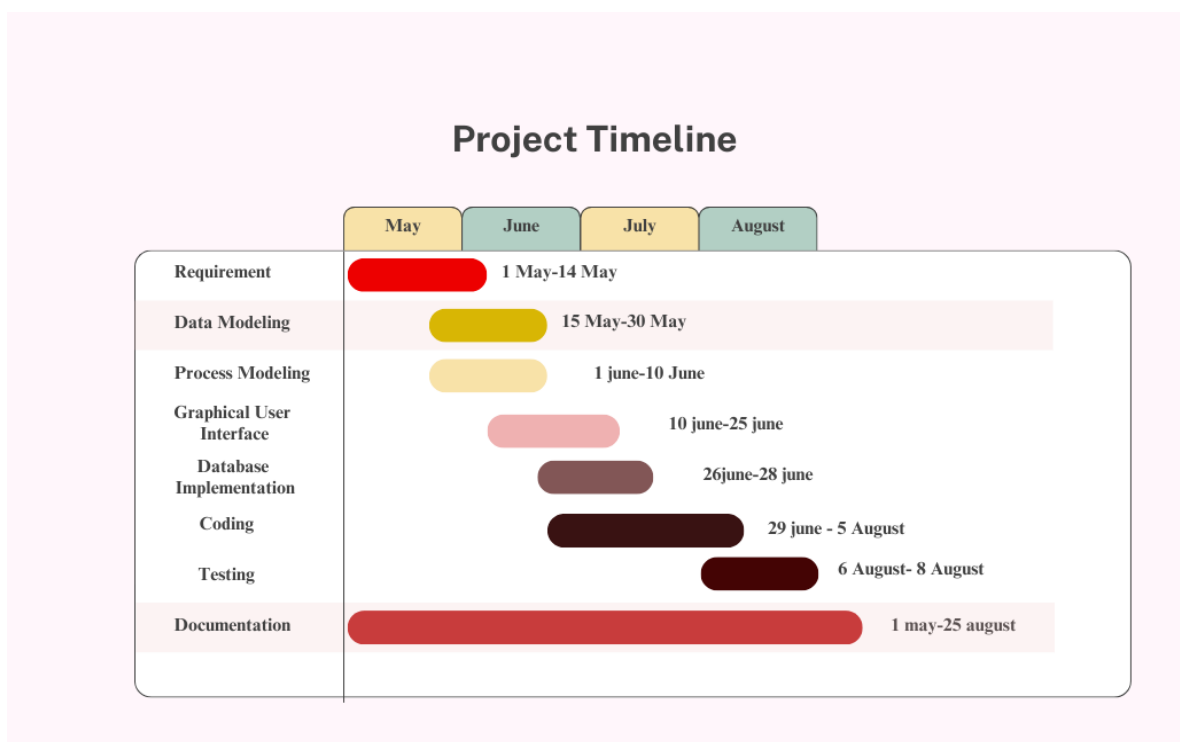 Project Timeline
May
June
July
August
Requirement
1 May-14 May
Data Modeling
15 May-30 May
Process Modeling
1 june-10 June
Graphical User
Interface
10 june-25 june
Database
Implementation
26june-28 june
Coding
29 june - 5 August
Testing
6 August- 8 August
Documentation
1 may-25 august